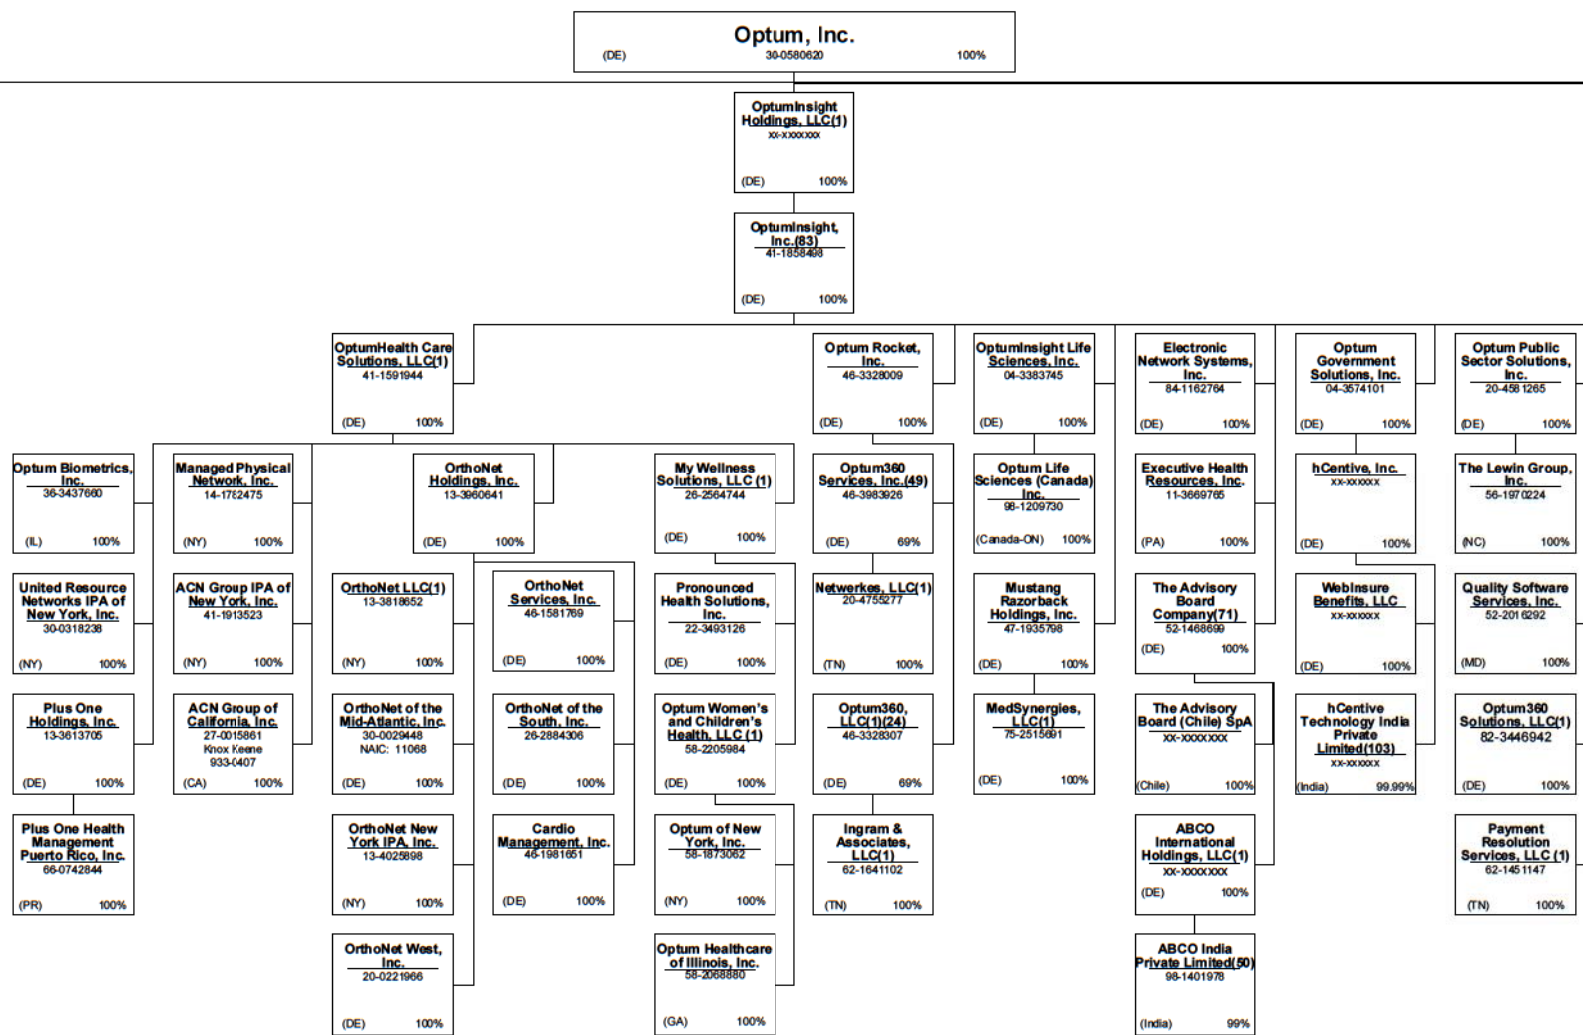 Optum, Inc.
30-0580620
(DE) 100%
OptumInsight
Holdings, LLC(1)
xx-xxxxxxx
(DE) 100%
OptumInsight,
Inc.(83)
41-1858498
(DE) 100%
OptumHealth Care
Solutions, LLC(1)
41-1591944
(DE) 100%
Optum Rocket,
Inc.
46-3328009
(DE) 100%
OptumInsight Life
Sciences, Inc.
04-3383745
(DE) 100%
Electronic
Network Systems,
Inc.
84-1162764
(DE) 100%
Optum
Government
Solutions, Inc.
04-3574101
(DE) 100%
Optum Public
Sector Solutions,
Inc.
20-4581265
(DE) 100%
Optum Biometrics,
Inc.
36-3437660
(IL) 100%
Managed Physical
Network, Inc.
14-1782475
(NY) 100%
OrthoNet
Holdings, Inc.
13-3960641
(DE) 100%
My Wellness
Solutions, LLC (1)
26-2564744
(DE) 100%
Optum360
Services, Inc.(49)
46-3983926
(DE) 69%
Optum Life
Sciences (Canada)
Inc.
98-1209730
(Canada-ON) 100%
Executive Health
Resources, Inc.
11-3669765
(PA) 100%
hCentive, Inc.
xx-xxxxxx
(DE) 100%
The Lewin Group,
Inc.
56-1970224
(NC) 100%
United Resource
Networks IPA of
New York, Inc.
30-0318238
(NY) 100%
ACN Group IPA of
New York, Inc.
41-1913523
(NY) 100%
OrthoNet LLC(1)
13-3818652
(NY) 100%
OrthoNet
Services, Inc.
46-1581769
(DE) 100%
Pronounced
Health Solutions,
Inc.
22-3493126
(DE) 100%
Netwerkes, LLC(1)
20-4755277
(TN) 100%
Mustang
Razorback
Holdings, Inc.
47-1935798
(DE) 100%
The Advisory
Board
Company(71)
52-1468699
(DE) 100%
WebInsure
Benefits, LLC
xx-xxxxxx
(DE) 100%
Quality Software
Services, Inc.
52-2016292
(MD) 100%
Plus One
Holdings, Inc.
13-3613705
(DE) 100%
ACN Group of
California, Inc.
27-0015861
Knox Keene
933-0407
(CA) 100%
OrthoNet of the
Mid-Atlantic, Inc.
30-0029448
NAIC: 11068
(DE) 100%
OrthoNet of the
South, Inc.
26-2884306
(DE) 100%
Optum Women's
and Children's
Health, LLC (1)
58-2205984
(DE) 100%
Optum360,
LLC(1)(24)
46-3328307
(DE) 69%
MedSynergies,
LLC(1)
75-2515691
(DE) 100%
The Advisory
Board (Chile) SpA
xx-xxxxxxx
(Chile) 100%
hCentive
Technology India
Private
Limited(103)
xx-xxxxxx
(India) 99.99%
Optum360
Solutions, LLC(1)
82-3446942
(DE) 100%
Plus One Health
Management
Puerto Rico, Inc.
66-0742844
(PR) 100%
OrthoNet New
York IPA, Inc.
13-4025898
(NY) 100%
Cardio
Management, Inc.
46-1981651
(DE) 100%
Optum of New
York, Inc.
58-1873062
(NY) 100%
Ingram &
Associates,
LLC(1)
62-1641102
(TN) 100%
ABCO
International
Holdings, LLC(1)
xx-xxxxxxx
(DE) 100%
Payment
Resolution
Services, LLC (1)
62-1451147
(TN) 100%
OrthoNet West,
Inc.
20-0221966
(DE) 100%
Optum Healthcare
of Illinois, Inc.
58-2068880
(GA) 100%
ABCO India
Private Limited(50)
98-1401978
(India) 99%